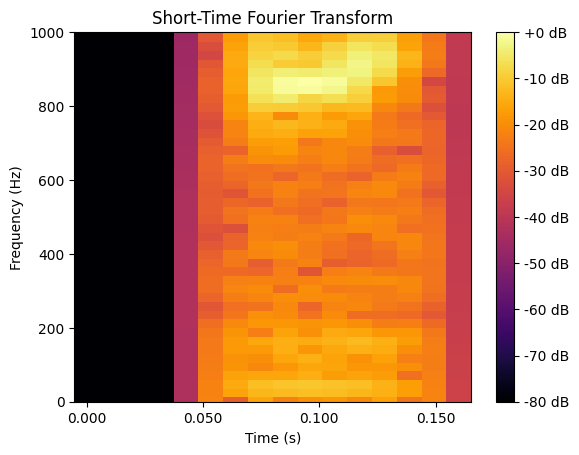 Short-Time Fourier Transform
1000
800
600
400
200
0
Frequency (Hz)
0.000
0.050
0.100
0.150
Time (s)
+0 dB
-10 dB
-20 dB
-30 dB
-40 dB
-50 dB
-60 dB
-70 dB
-80 dB